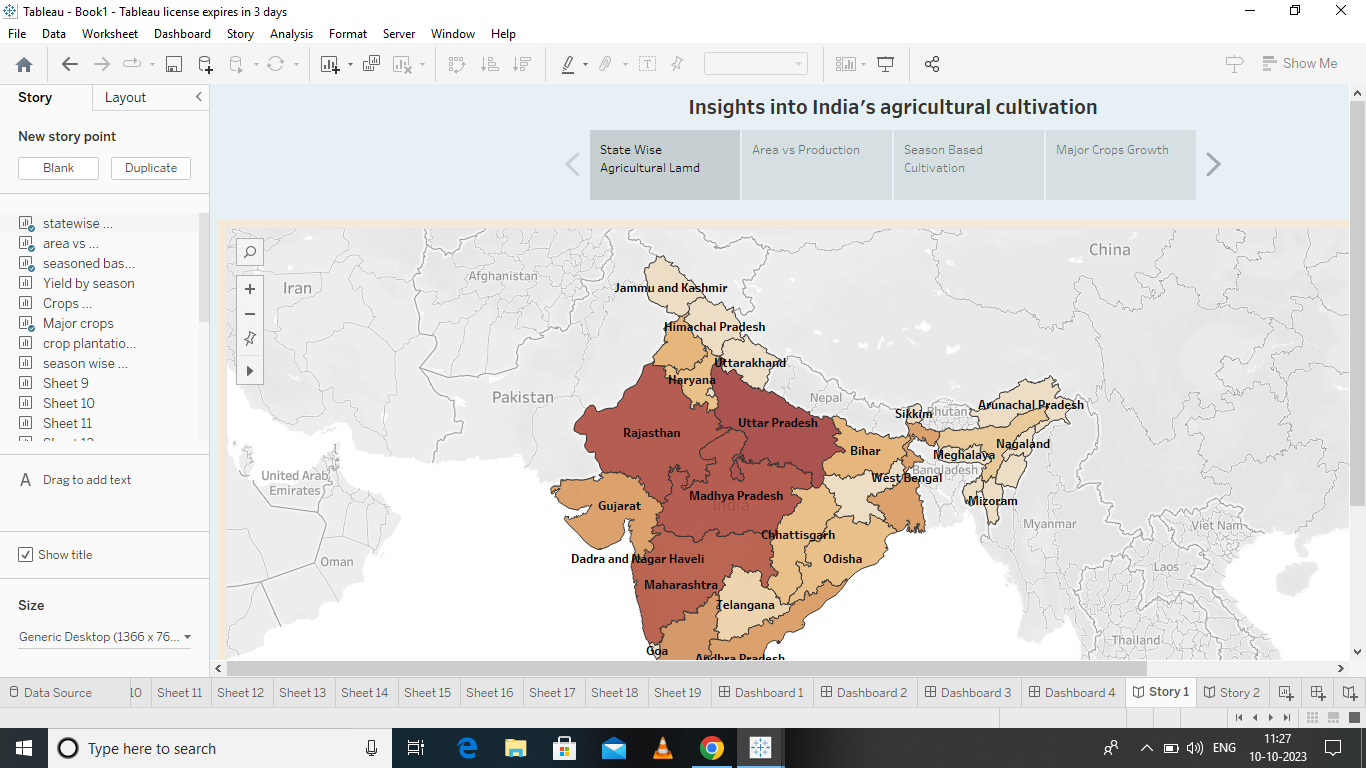 Tableau - Book1 - Tableau license expires in 3 days
File Data Worksheet Dashboard Story Analysis Format Server Window Help
Show Me
Story Layout
New story point
Blank Duplicate
statewise ...
area vs ...
seasoned bas...
Yield by season
Crops ...
Major crops
crop plantatio...
season wise ...
Sheet 9
Sheet 10
Sheet 11
A Drag to add text
Show title
Size
Generic Desktop (1366 x 76...
Insights into India's agricultural cultivation
State Wise
Agricultural Lamd
Area vs Production
Season Based
Cultivation
Major Crops Growth
China
Afghanistan
Iran
Jammu and Kashmir
Himachal Pradesh
Uttarakhand
Haryana
Pakistan
Nepal
Sikkim
Bhutan
Arunachal Pradesh
Rajasthan
Uttar Pradesh
Bihar
Nagaland
Meghalaya
Bangladesh
United Arab
Emirates
West Bengal
Madhya Pradesh
India
Gujarat
Mizoram
Myanmar
Viet Nam
Chhattisgarh
Oman
Dadra and Nagar Haveli
Odisha
Laos
Maharashtra
Telangana
Thailand
Goa
Andhra Pradesh
Data Source 10 Sheet 11 Sheet 12 Sheet 13 Sheet 14 Sheet 15 Sheet 16 Sheet 17 Sheet 18 Sheet 19 Dashboard 1 Dashboard 2 Dashboard 3 Dashboard 4 Story 1 Story 2
Type here to search
ENG
11:27
10-10-2023